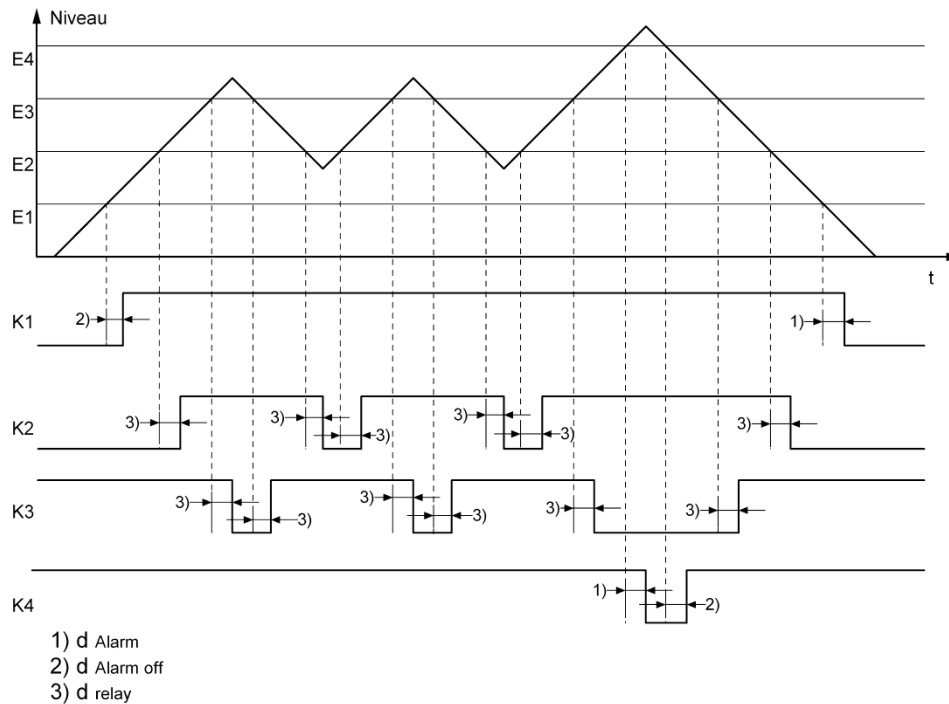 Niveau
E4
E3
E2
E1
t
K1
2)
1)
K2
3)
3)
3)
3)
3)
3)
K3
3)
3)
3)
3)
3)
3)
K4
1)
2)
1) d Alarm
2) d Alarm off
3) d relay